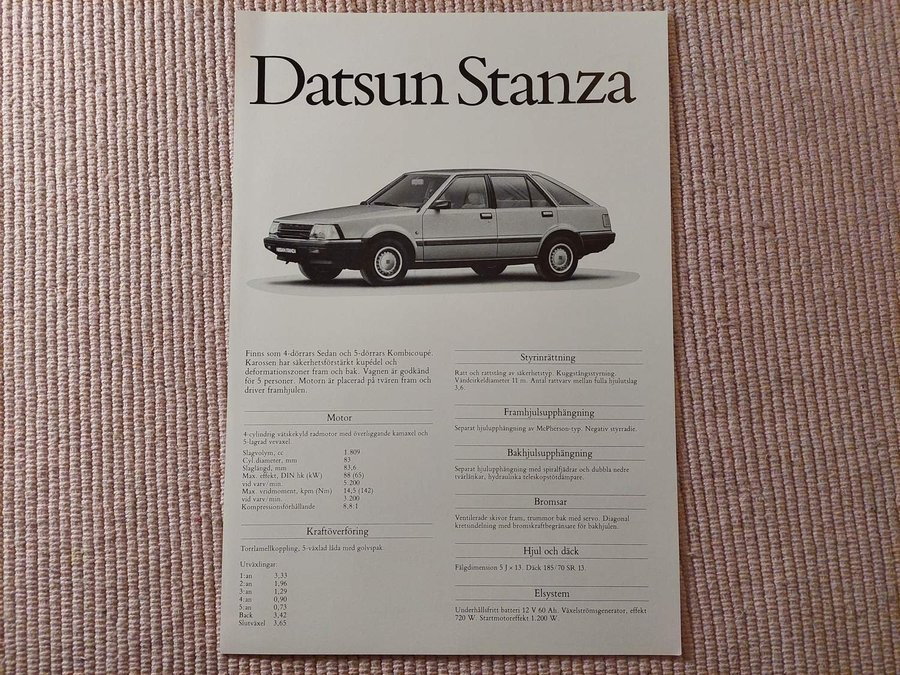 Datsun Stanza
NISSAN STANZA
Finns som 4-dörrars Sedan och 5-dörrars Kombicoupé.
Karossen har säkerhetsförstärkt kupédel och
deformationszoner fram och bak. Vagnen är godkänd
för 5 personer. Motorn är placerad på tvären fram och
driver framhjulen.
Motor
4-cylindrig vätskekyld radmotor med överliggande kamaxel och
5-lagrad vevaxel.
Slagvolym, cc 1.809
Cyl.diameter, mm 83
Slaglängd, mm 83,6
Max. effekt, DIN hk (kW) 88 (65)
vid varv/min. 5.200
Max. vridmoment, kpm (Nm) 14,5 (142)
vid varv/min. 3.200
Kompressionsförhållande 8,8:1
Kraftöverföring
Torrlamellkoppling, 5-växlad låda med golvspak.
Utväxlingar
1:an 3,33
2:an 1,96
3:an 1,29
4:an 0,90
5:an 0,73
Back 3,42
Slutväxel 3,65
Styrinrättning
Ratt och rattstång av säkerhetstyp. Kuggstångsstyrning.
Vändcirkeldiameter 11 m. Antal rattvarv mellan fulla hjulutslag
3,6.
Framhjulsupphängning
Separat hjulupphängning av McPherson-typ. Negativ styrradie.
Bakhjulsupphängning
Separat hjulupphängning med spiralfjädrar och dubbla nedre
tvärlänkar, hydrauliska teleskopstötdämpare.
Bromsar
Ventilerade skivor fram, trummor bak med servo. Diagonal
kretsindelning med bromskraftbegränsare för bakhjulen.
Hjul och däck
Fälgdimension 5 J × 13. Däck 185/70 SR 13.
Elsystem
Underhållsfritt batteri 12 V 60 Ah. Växelströmsgenerator, effekt
720 W. Startmotoreffekt 1.200 W.